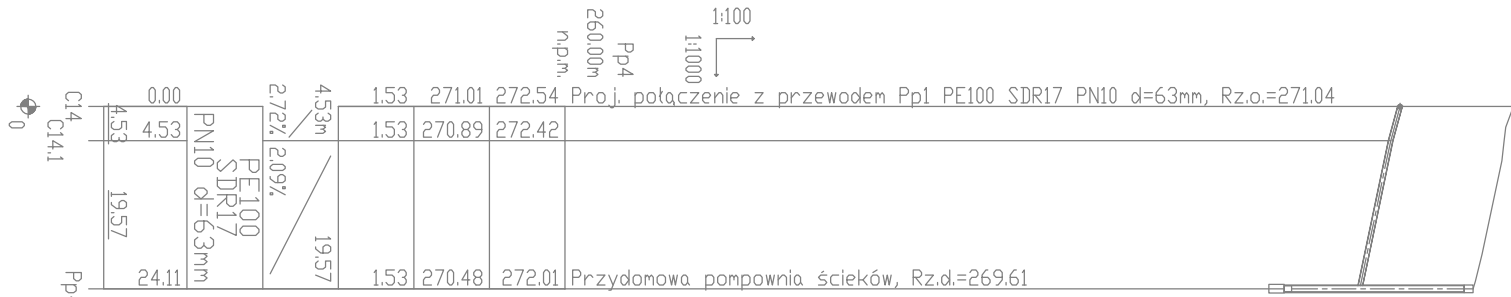 1:100
1:1000
Pp4
260.00m
n.p.m.
C14
0.00
2.72%
4.53m
1.53
271.01
272.54
Proj. połączenie z przewodem Pp1 PE100 SDR17 PN10 d=63mm, Rz.o.=271.04
0
C14.1
4.53
4.53
2.09%
1.53
270.89
272.42
PE100
SDR17
PN10 d=63mm
19.57
19.57
24.11
1.53
270.48
272.01
Przydomowa pompownia ścieków, Rz.d.=269.61